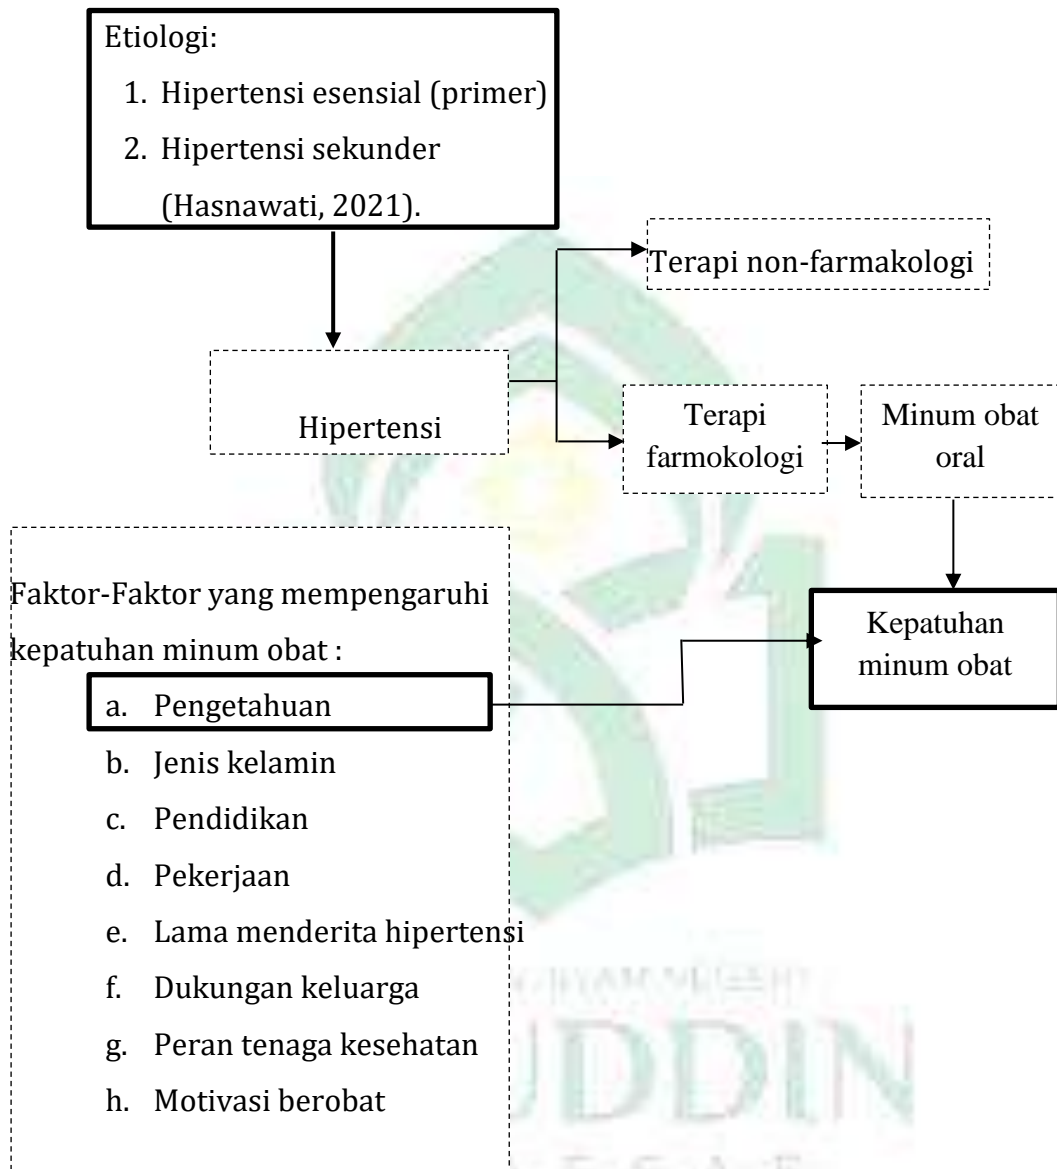 Etiologi:
1. Hipertensi esensial (primer)
2. Hipertensi sekunder
(Hasnawati, 2021).
Terapi non-farmakologi
Hipertensi
Terapi
farmokologi
Minum obat
oral
Faktor-Faktor yang mempengaruhi
kepatuhan minum obat :
a. Pengetahuan
b. Jenis kelamin
c. Pendidikan
d. Pekerjaan
e. Lama menderita hipertensi
f. Dukungan keluarga
g. Peran tenaga kesehatan
h. Motivasi berobat
Kepatuhan
minum obat
UDDIN